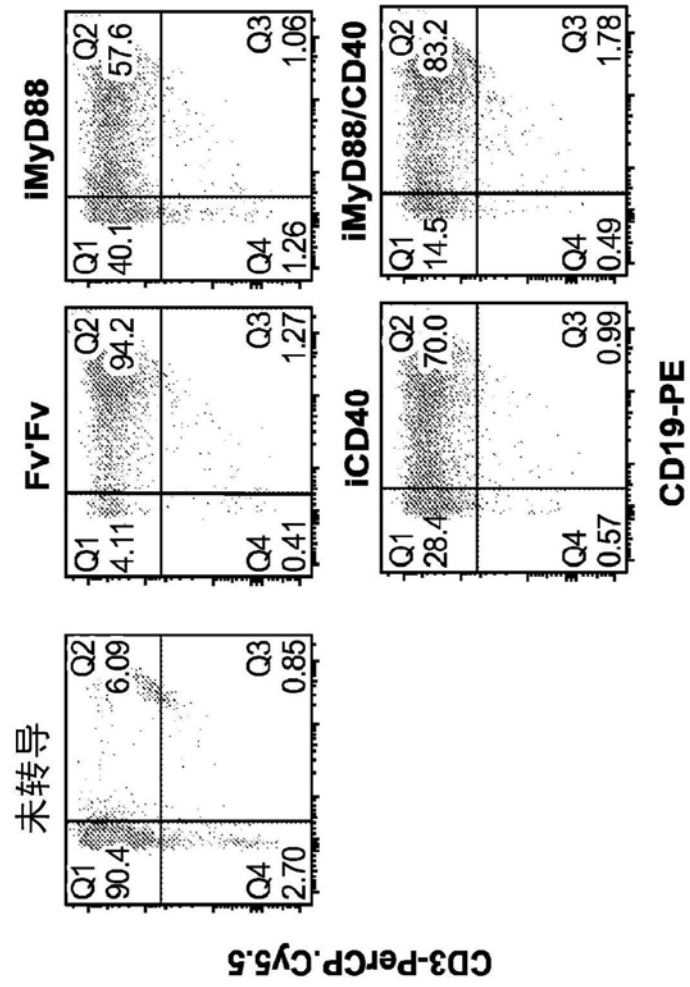 未转导
Q1
90.4
Q2
6.09
Q4
2.70
Q3
0.85
Fv'Fv
Q1
4.11
Q2
94.2
Q4
0.41
Q3
1.27
iMyD88
Q1
40.1
Q2
57.6
Q4
1.26
Q3
1.06
iCD40
Q1
28.4
Q2
70.0
Q4
0.57
Q3
0.99
iMyD88/CD40
Q1
14.5
Q2
83.2
Q4
0.49
Q3
1.78
CD3-PerCP.Cy5.5
CD19-PE